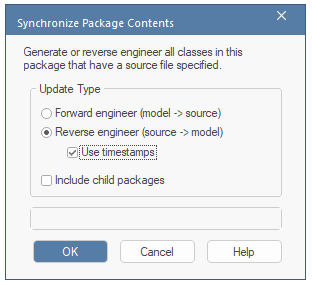 Synchronize Package Contents
Generate or reverse engineer all classes in this
package that have a source file specified.
Update Type
Forward engineer (model -> source)
Reverse engineer (source -> model)
Use timestamps
Include child packages
OK Cancel Help